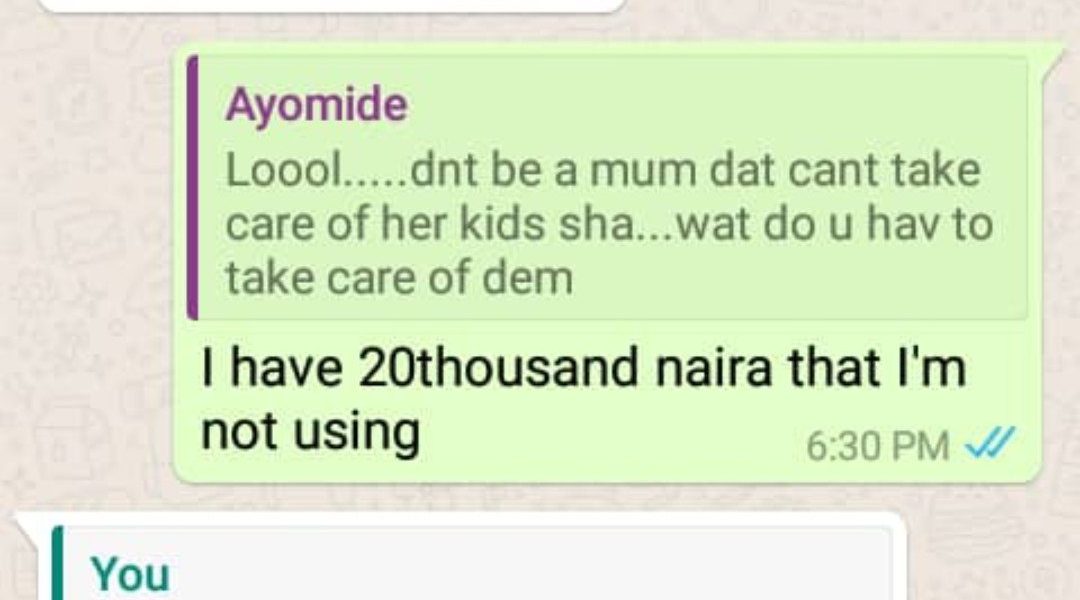 Ayomide
Loool.....dnt be a mum dat cant take
care of her kids sha...wat do u hav to
take care of dem
I have 20thousand naira that I'm
not using
6:30 PM
You